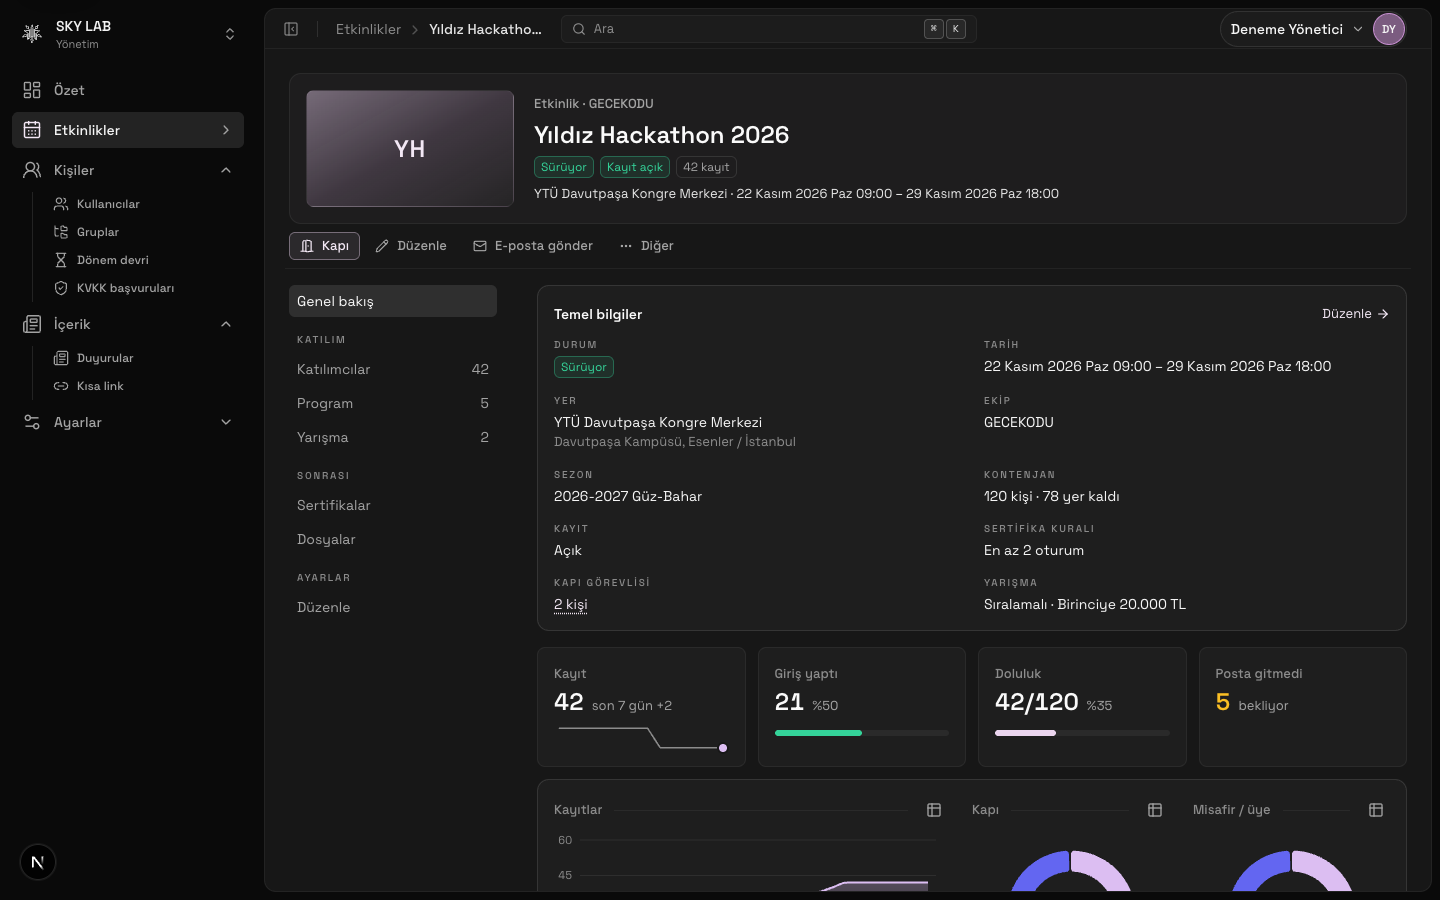 SKY LAB
Yönetim
Özet
Etkinlikler
Kişiler
Kullanıcılar
Gruplar
Dönem devri
KVKK başvuruları
İçerik
Duyurular
Kısa link
Ayarlar
N
Etkinlikler > Yıldız Hackatho...
Ara
⌘ K
Deneme Yönetici
DY
YH
Etkinlik · GECEKODU
Yıldız Hackathon 2026
Sürüyor Kayıt açık 42 kayıt
YTÜ Davutpaşa Kongre Merkezi · 22 Kasım 2026 Paz 09:00 – 29 Kasım 2026 Paz 18:00
Kapı Düzenle E-posta gönder ··· Diğer
Genel bakış
KATILIM
Katılımcılar 42
Program 5
Yarışma 2
SONRASI
Sertifikalar
Dosyalar
AYARLAR
Düzenle
Temel bilgiler
Düzenle →
DURUM
Sürüyor
TARİH
22 Kasım 2026 Paz 09:00 – 29 Kasım 2026 Paz 18:00
YER
YTÜ Davutpaşa Kongre Merkezi
Davutpaşa Kampüsü, Esenler / İstanbul
EKİP
GECEKODU
SEZON
2026-2027 Güz-Bahar
KONTENJAN
120 kişi · 78 yer kaldı
KAYIT
Açık
SERTİFİKA KURALI
En az 2 oturum
KAPI GÖREVLİSİ
2 kişi
YARIŞMA
Sıralamalı · Birinciye 20.000 TL
Kayıt
42 son 7 gün +2
Giriş yaptı
21 %50
Doluluk
42/120 %35
Posta gitmedi
5 bekliyor
Kayıtlar
60
45
Kapı
Misafir / üye